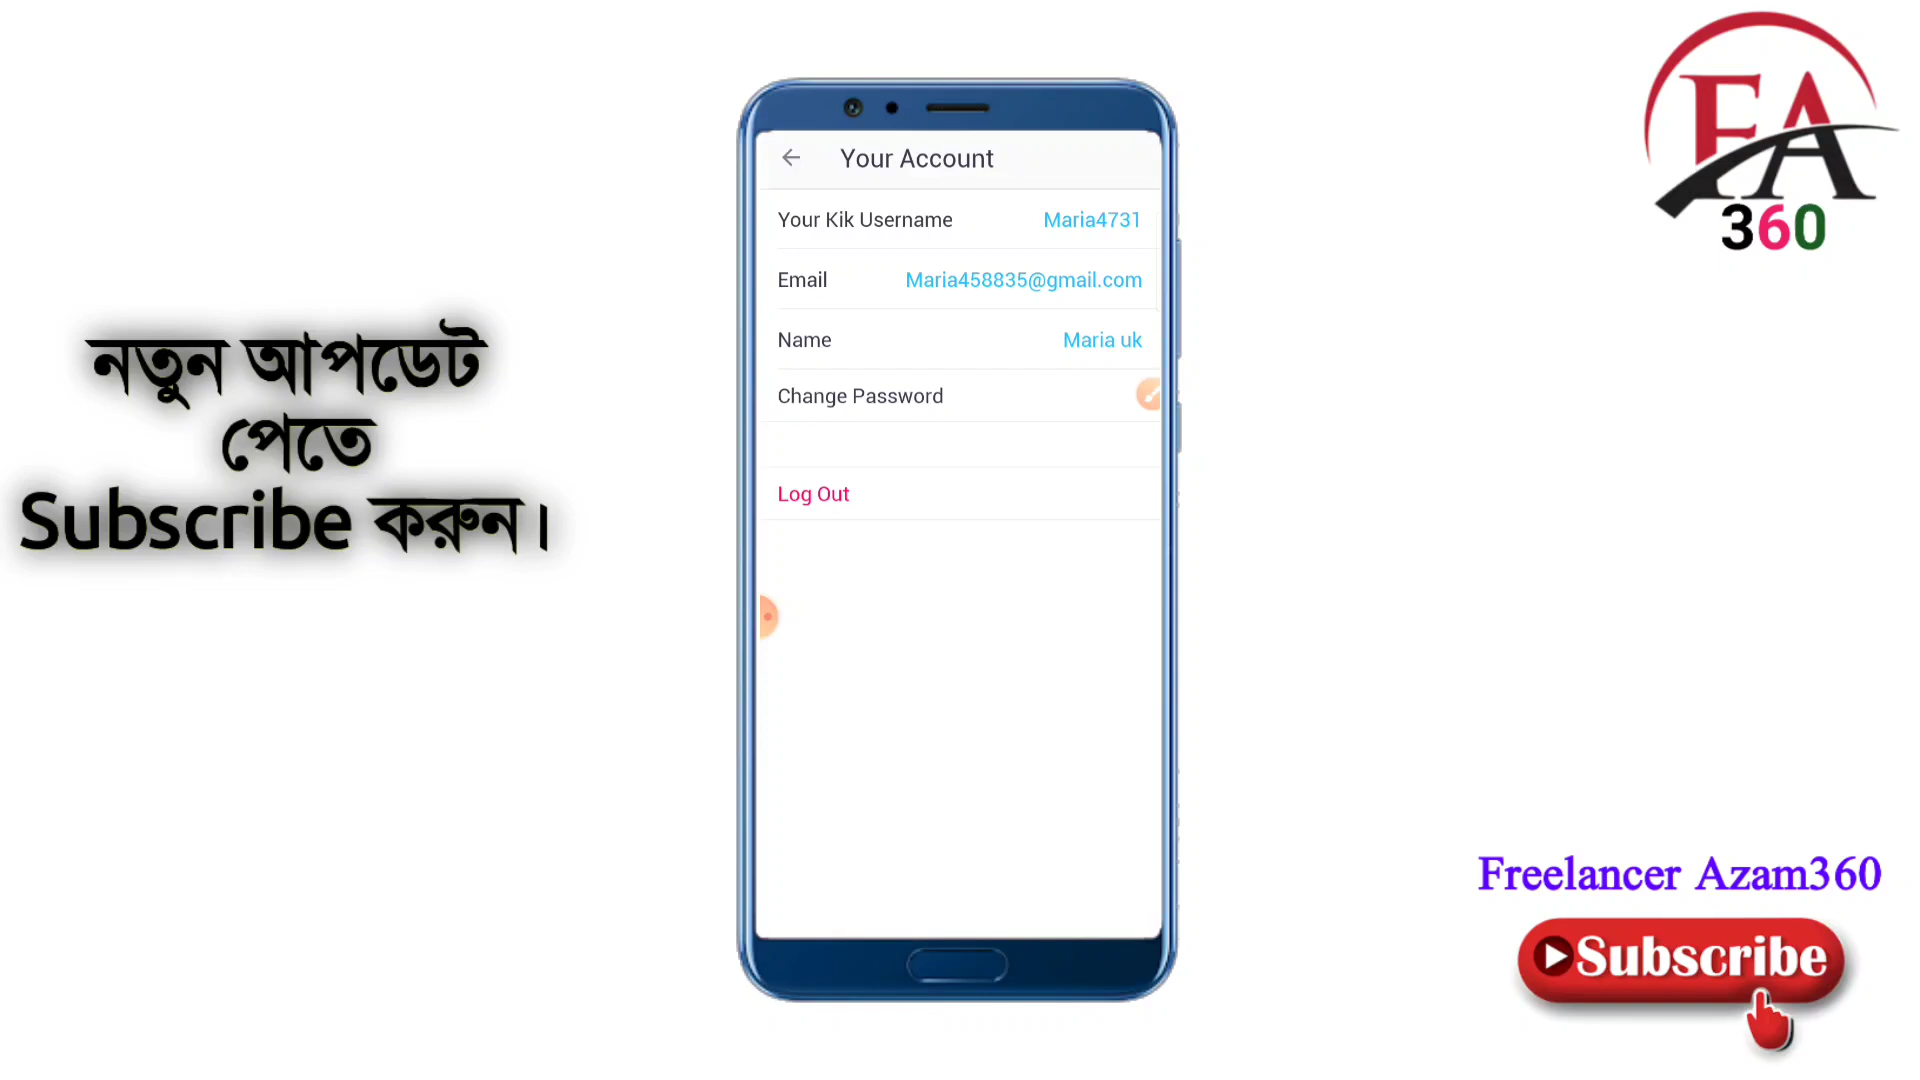 FA
360
Your Account
Your Kik Username Maria4731
Email Maria458835@gmail.com
Name Maria uk
Change Password
Log Out
নতুন আপডেট
পেতে
Subscribe করুন।
Freelancer Azam360
Subscribe